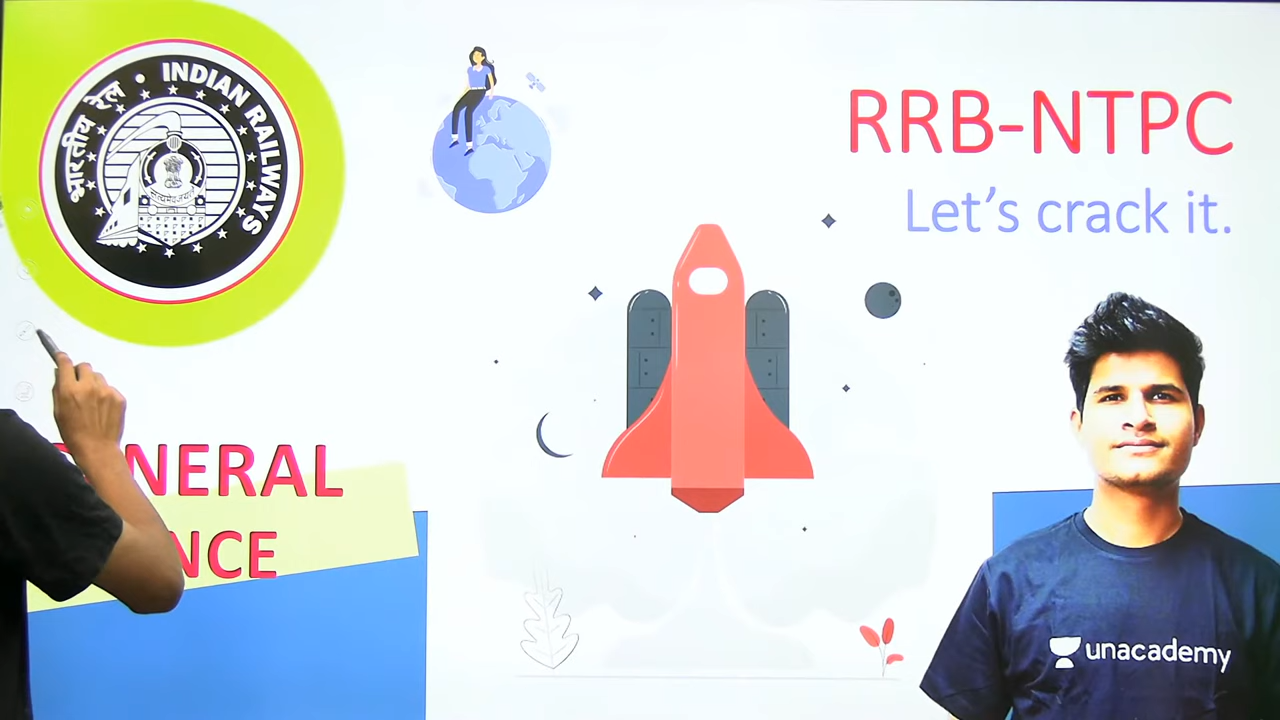 भारतीय रेल • INDIAN RAILWAYS
RRB-NTPC
Let's crack it.
NERAL
NCE
unacademy